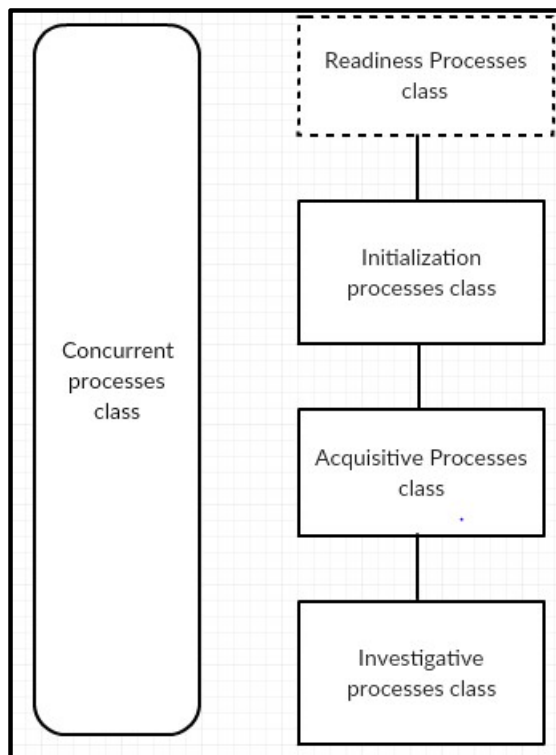 Concurrent
processes
class
Readiness Processes
class
Initialization
processes class
Acquisitive Processes
class
Investigative
processes class